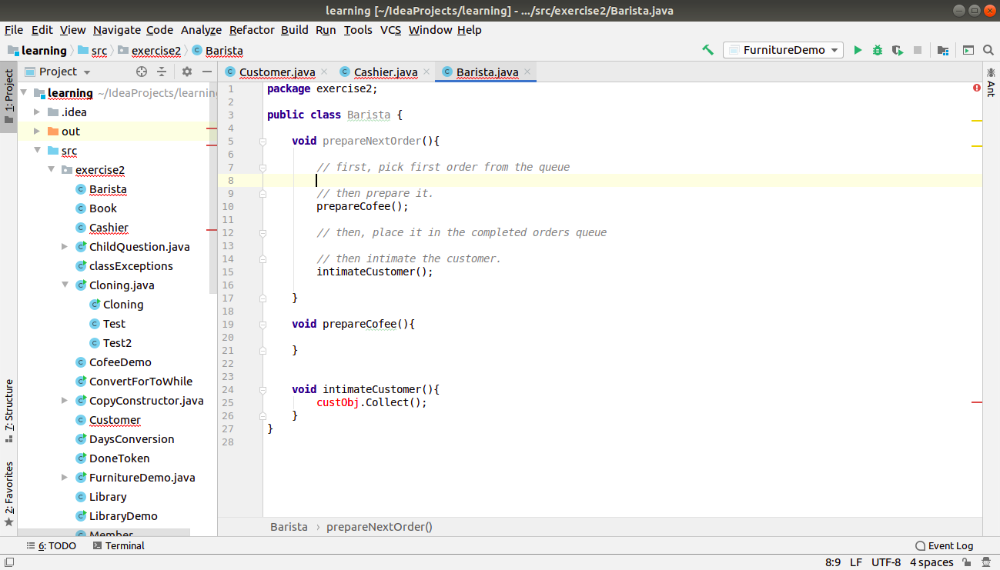 learning [~/IdeaProjects/learning] - .../src/exercise2/Barista.java
File Edit View Navigate Code Analyze Refactor Build Run Tools VCS Window Help
learning src exercise2 Barista FurnitureDemo
1: Project
7: Structure
2: Favorites
Project
learning ~/IdeaProjects/learning
.idea
out
src
exercise2
Barista
Book
Cashier
ChildQuestion.java
classExceptions
Cloning.java
Cloning
Test
Test2
CofeeDemo
ConvertForToWhile
CopyConstructor.java
Customer
DaysConversion
DoneToken
FurnitureDemo.java
Library
LibraryDemo
Member
Customer.java Cashier.java Barista.java
1 package exercise2;
2
3 public class Barista {
4
5 void prepareNextOrder(){
6
7 // first, pick first order from the queue
8
9 // then prepare it.
10 prepareCofee();
11
12 // then, place it in the completed orders queue
13
14 // then intimate the customer.
15 intimateCustomer();
16
17 }
18
19 void prepareCofee(){
20
21 }
22
23
24 void intimateCustomer(){
25 custObj.Collect();
26 }
27 }
28
Barista › prepareNextOrder()
Ant
6: TODO Terminal Event Log
8:9 LF UTF-8 4 spaces